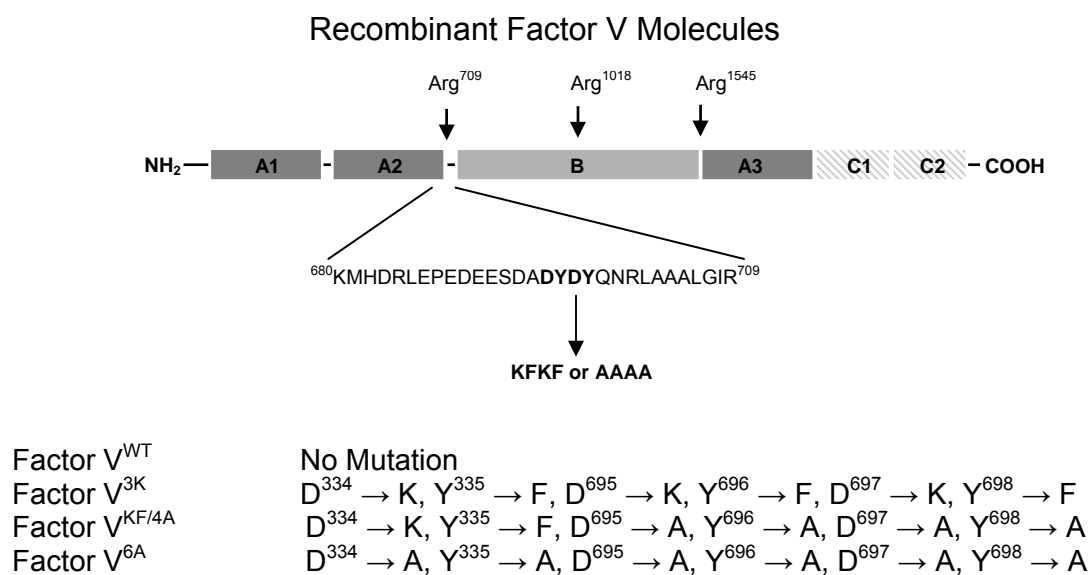 Recombinant Factor V Molecules
Arg⁷⁰⁹ Arg¹⁰¹⁸ Arg¹⁵⁴⁵
NH₂ A1 - A2 - B A3 C1 C2 COOH
⁶⁸⁰KMHDRLEPEDEESDADYDYQNRLAAALGIR⁷⁰⁹
KFKF or AAAA
Factor Vᵂᵀ No Mutation
Factor V³ᴷ D³³⁴ → K, Y³³⁵ → F, D⁶⁹⁵ → K, Y⁶⁹⁶ → F, D⁶⁹⁷ → K, Y⁶⁹⁸ → F
Factor Vᴷᶠ/⁴ᴬ D³³⁴ → K, Y³³⁵ → F, D⁶⁹⁵ → A, Y⁶⁹⁶ → A, D⁶⁹⁷ → A, Y⁶⁹⁸ → A
Factor V⁶ᴬ D³³⁴ → A, Y³³⁵ → A, D⁶⁹⁵ → A, Y⁶⁹⁶ → A, D⁶⁹⁷ → A, Y⁶⁹⁸ → A